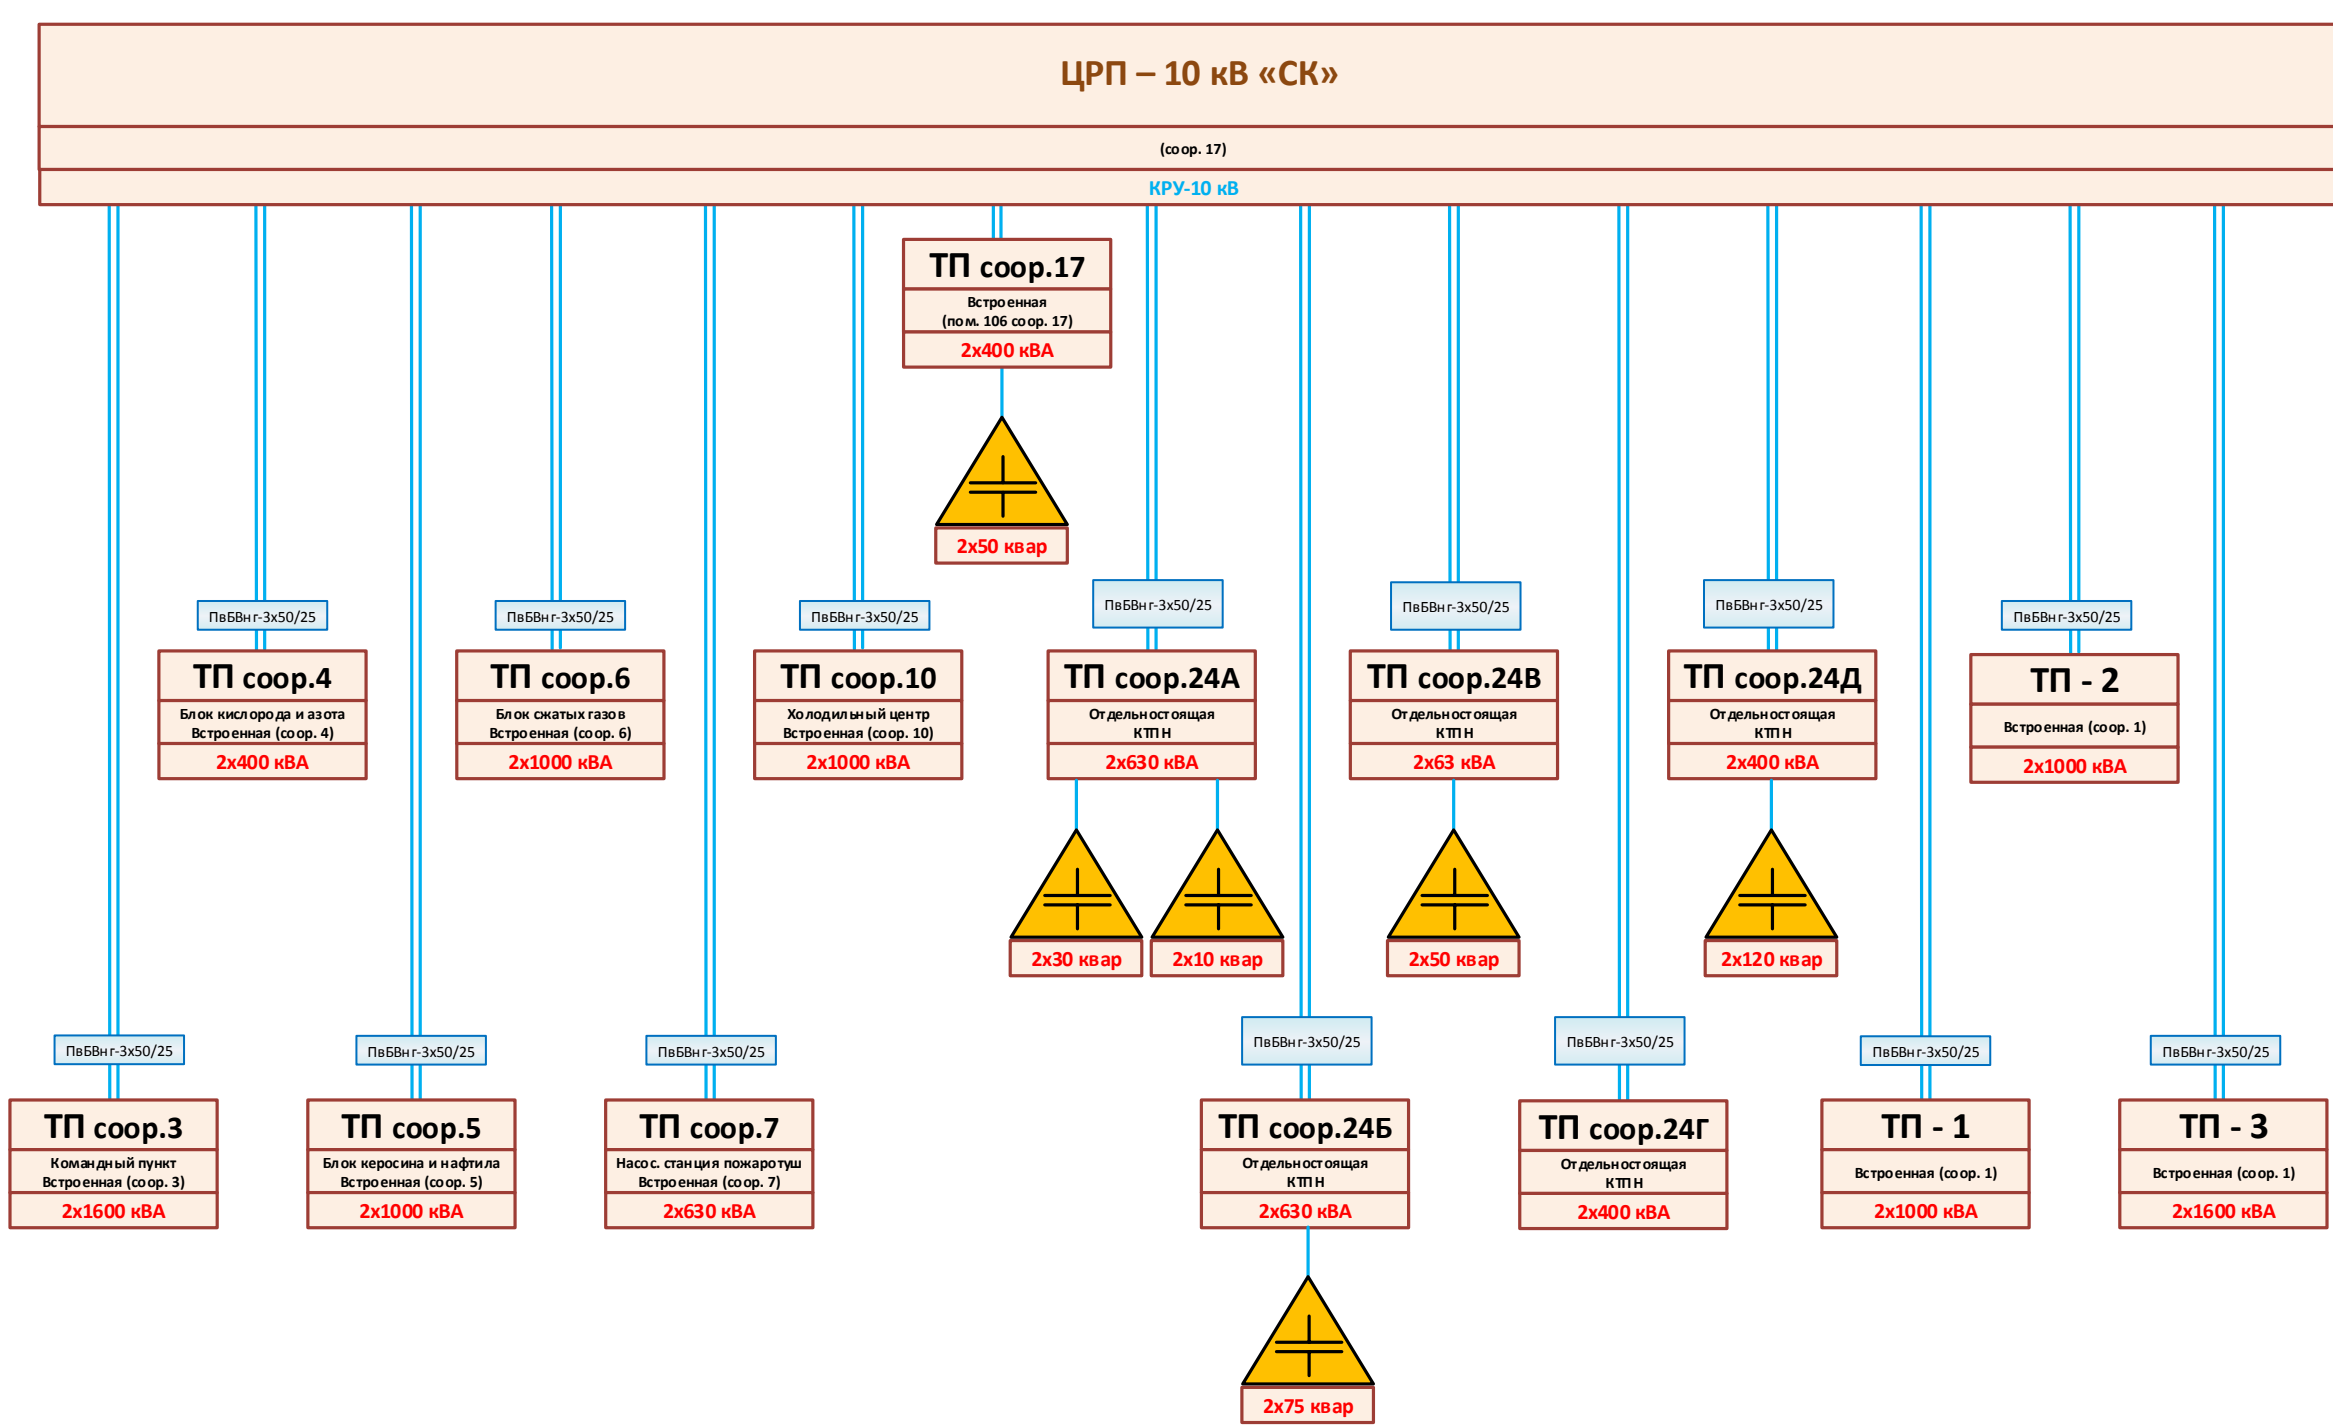 ЦРП – 10 кВ «СК»
(соор. 17)
КРУ-10 кВ
ТП соор.17
Встроенная
(пом. 106 соор. 17)
2х400 кВА
2х50 квар
ПвБВнг-3х50/25
ТП соор.4
Блок кислорода и азота
Встроенная (соор. 4)
2х400 кВА
ПвБВнг-3х50/25
ТП соор.6
Блок сжатых газов
Встроенная (соор. 6)
2х1000 кВА
ПвБВнг-3х50/25
ТП соор.10
Холодильный центр
Встроенная (соор. 10)
2х1000 кВА
ПвБВнг-3х50/25
ТП соор.24А
Отдельностоящая
КТПН
2х630 кВА
2х30 квар
2х10 квар
ПвБВнг-3х50/25
ТП соор.24В
Отдельностоящая
КТПН
2х63 кВА
2х50 квар
ПвБВнг-3х50/25
ТП соор.24Д
Отдельностоящая
КТПН
2х400 кВА
2х120 квар
ПвБВнг-3х50/25
ТП - 2
Встроенная (соор. 1)
2х1000 кВА
ПвБВнг-3х50/25
ТП соор.3
Командный пункт
Встроенная (соор. 3)
2х1600 кВА
ПвБВнг-3х50/25
ТП соор.5
Блок керосина и нафтила
Встроенная (соор. 5)
2х1000 кВА
ПвБВнг-3х50/25
ТП соор.7
Насос. станция пожаротуш
Встроенная (соор. 7)
2х630 кВА
ПвБВнг-3х50/25
ТП соор.24Б
Отдельностоящая
КТПН
2х630 кВА
2х75 квар
ПвБВнг-3х50/25
ТП соор.24Г
Отдельностоящая
КТПН
2х400 кВА
ПвБВнг-3х50/25
ТП - 1
Встроенная (соор. 1)
2х1000 кВА
ПвБВнг-3х50/25
ТП - 3
Встроенная (соор. 1)
2х1600 кВА